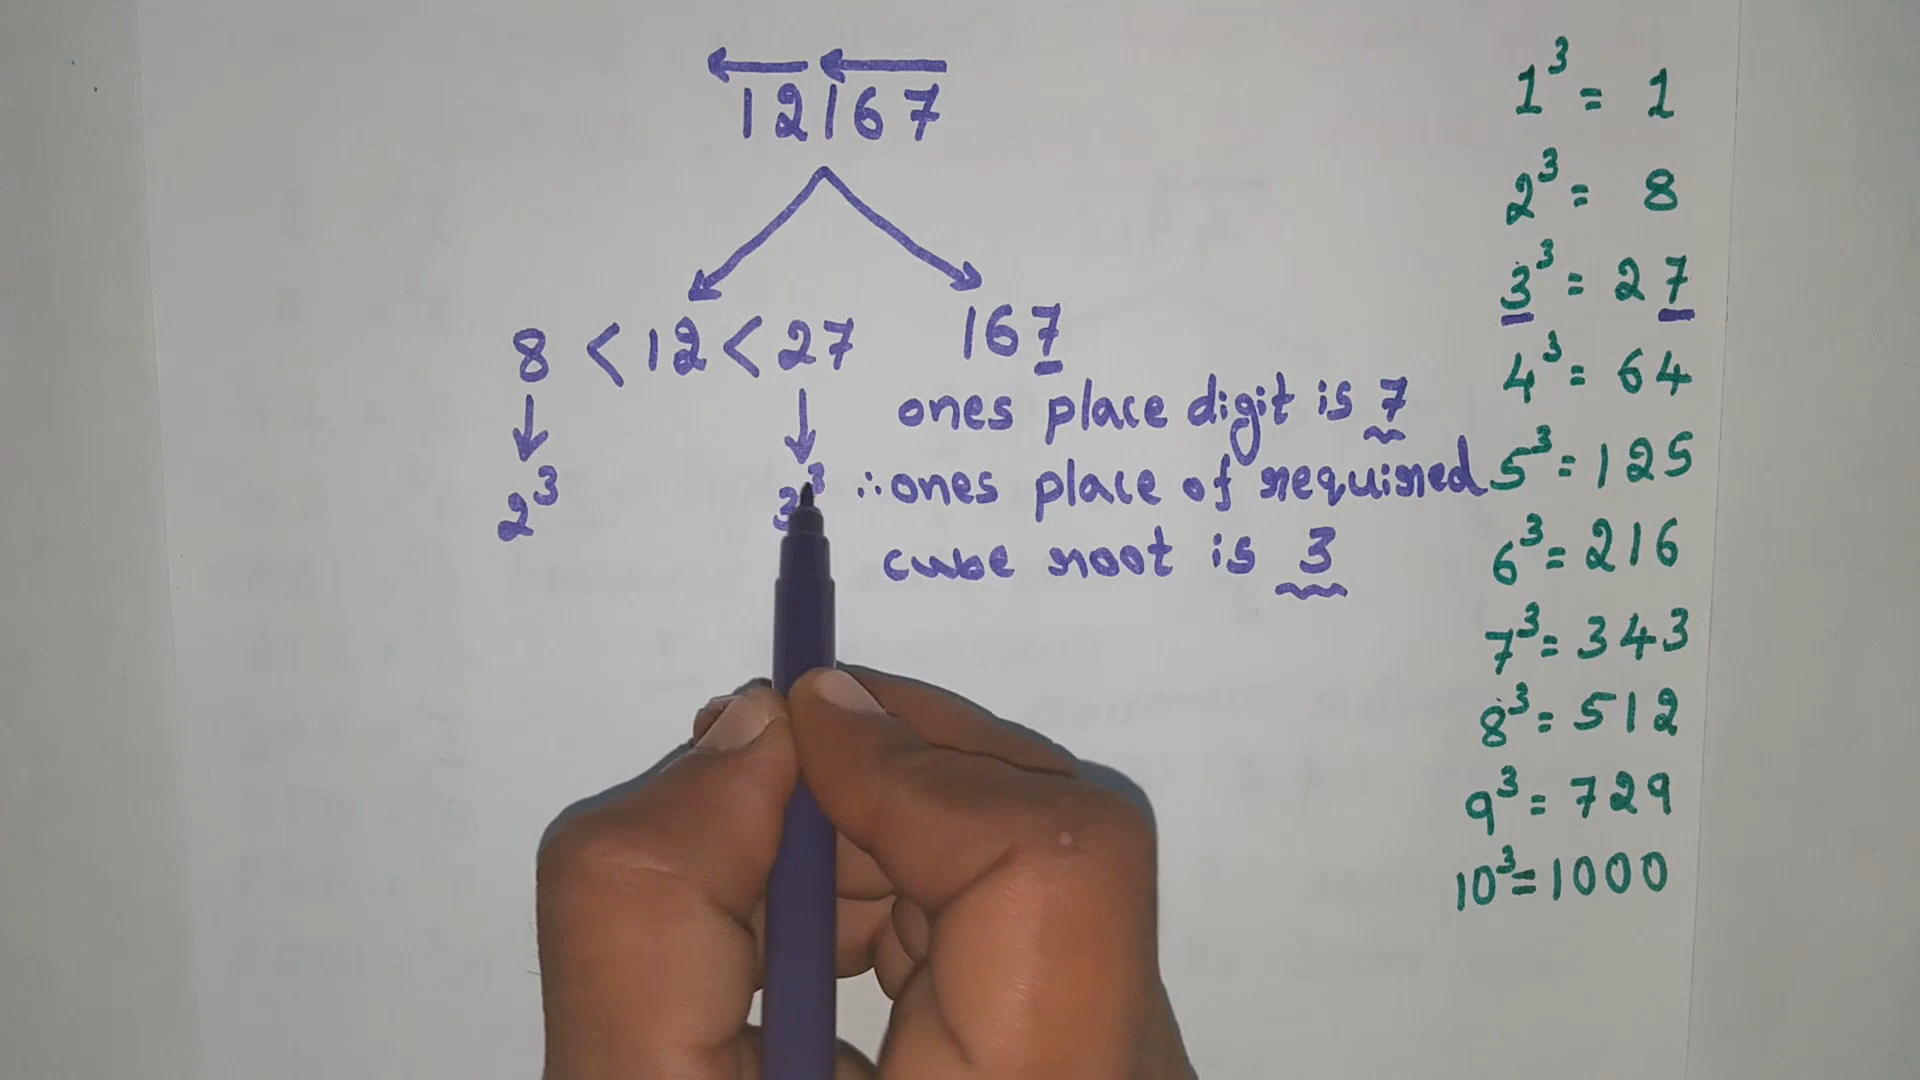 12167
8 < 12 < 27
167
ones place digit is 7
2³
3³
∴ ones place of required
cube root is 3
1³ = 1
2³ = 8
3³ = 27
4³ = 64
5³ = 125
6³ = 216
7³ = 343
8³ = 512
9³ = 729
10³ = 1000